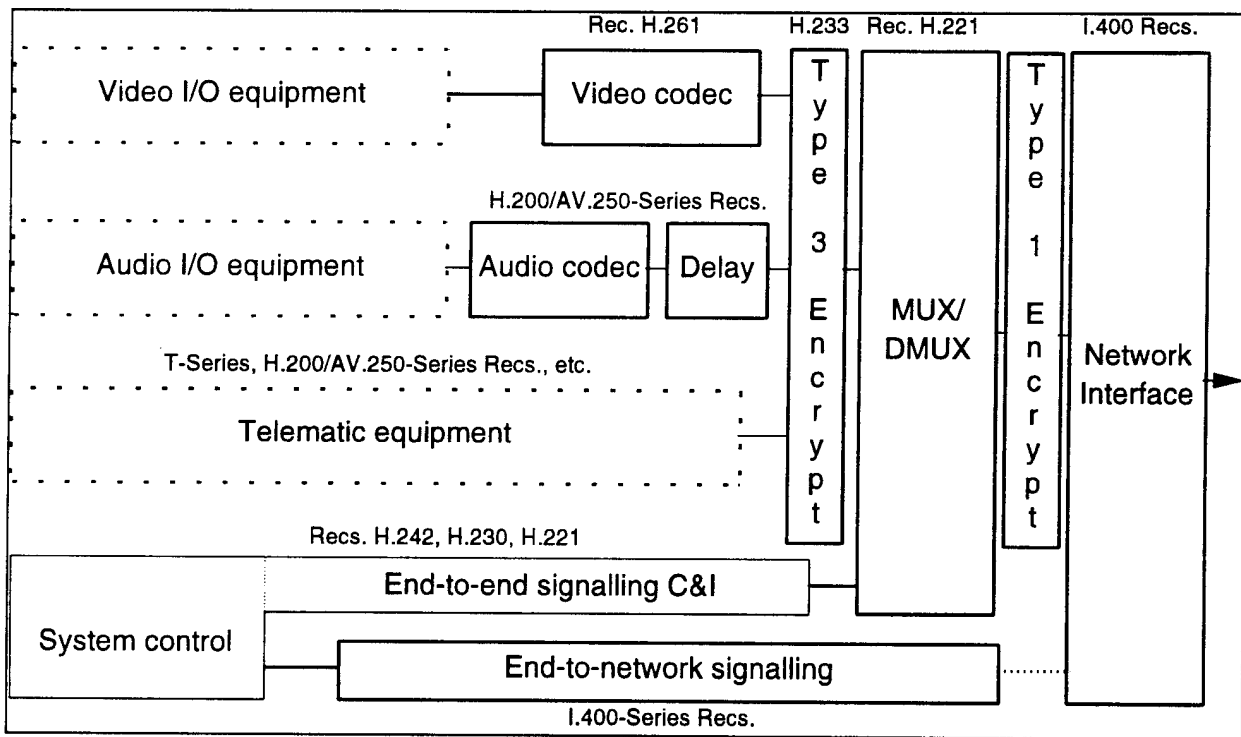 Rec. H.261
H.233
Rec. H.221
I.400 Recs.
Video I/O equipment
Video codec
Type 3 Encrypt
Type 1 Encrypt
H.200/AV.250-Series Recs.
Audio I/O equipment
Audio codec
Delay
MUX/
DMUX
Network
Interface
T-Series, H.200/AV.250-Series Recs., etc.
Telematic equipment
Recs. H.242, H.230, H.221
End-to-end signalling C&I
System control
End-to-network signalling
I.400-Series Recs.